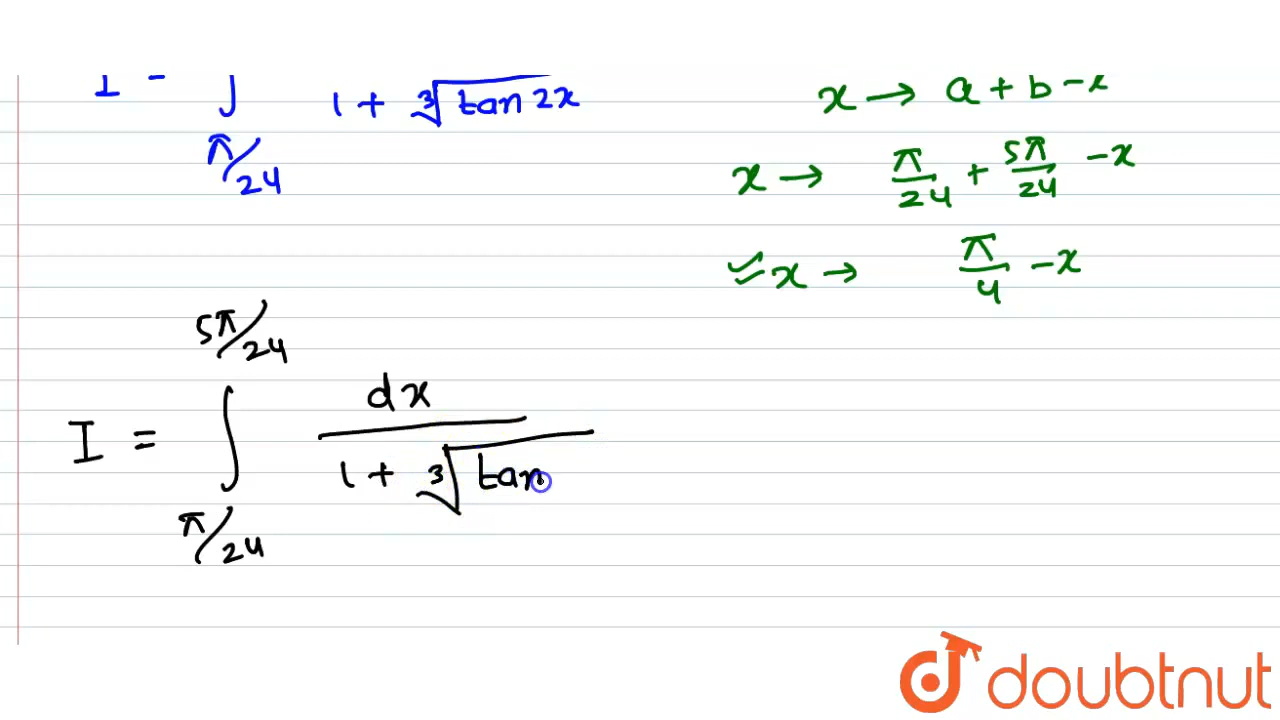 I = ∫
1 + ∛tan 2x
π/24
x → a + b - x
x → π/24 + 5π/24 - x
x → π/4 - x
5π/24
I = ∫ dx
1 + ∛tan
π/24
doubtnut